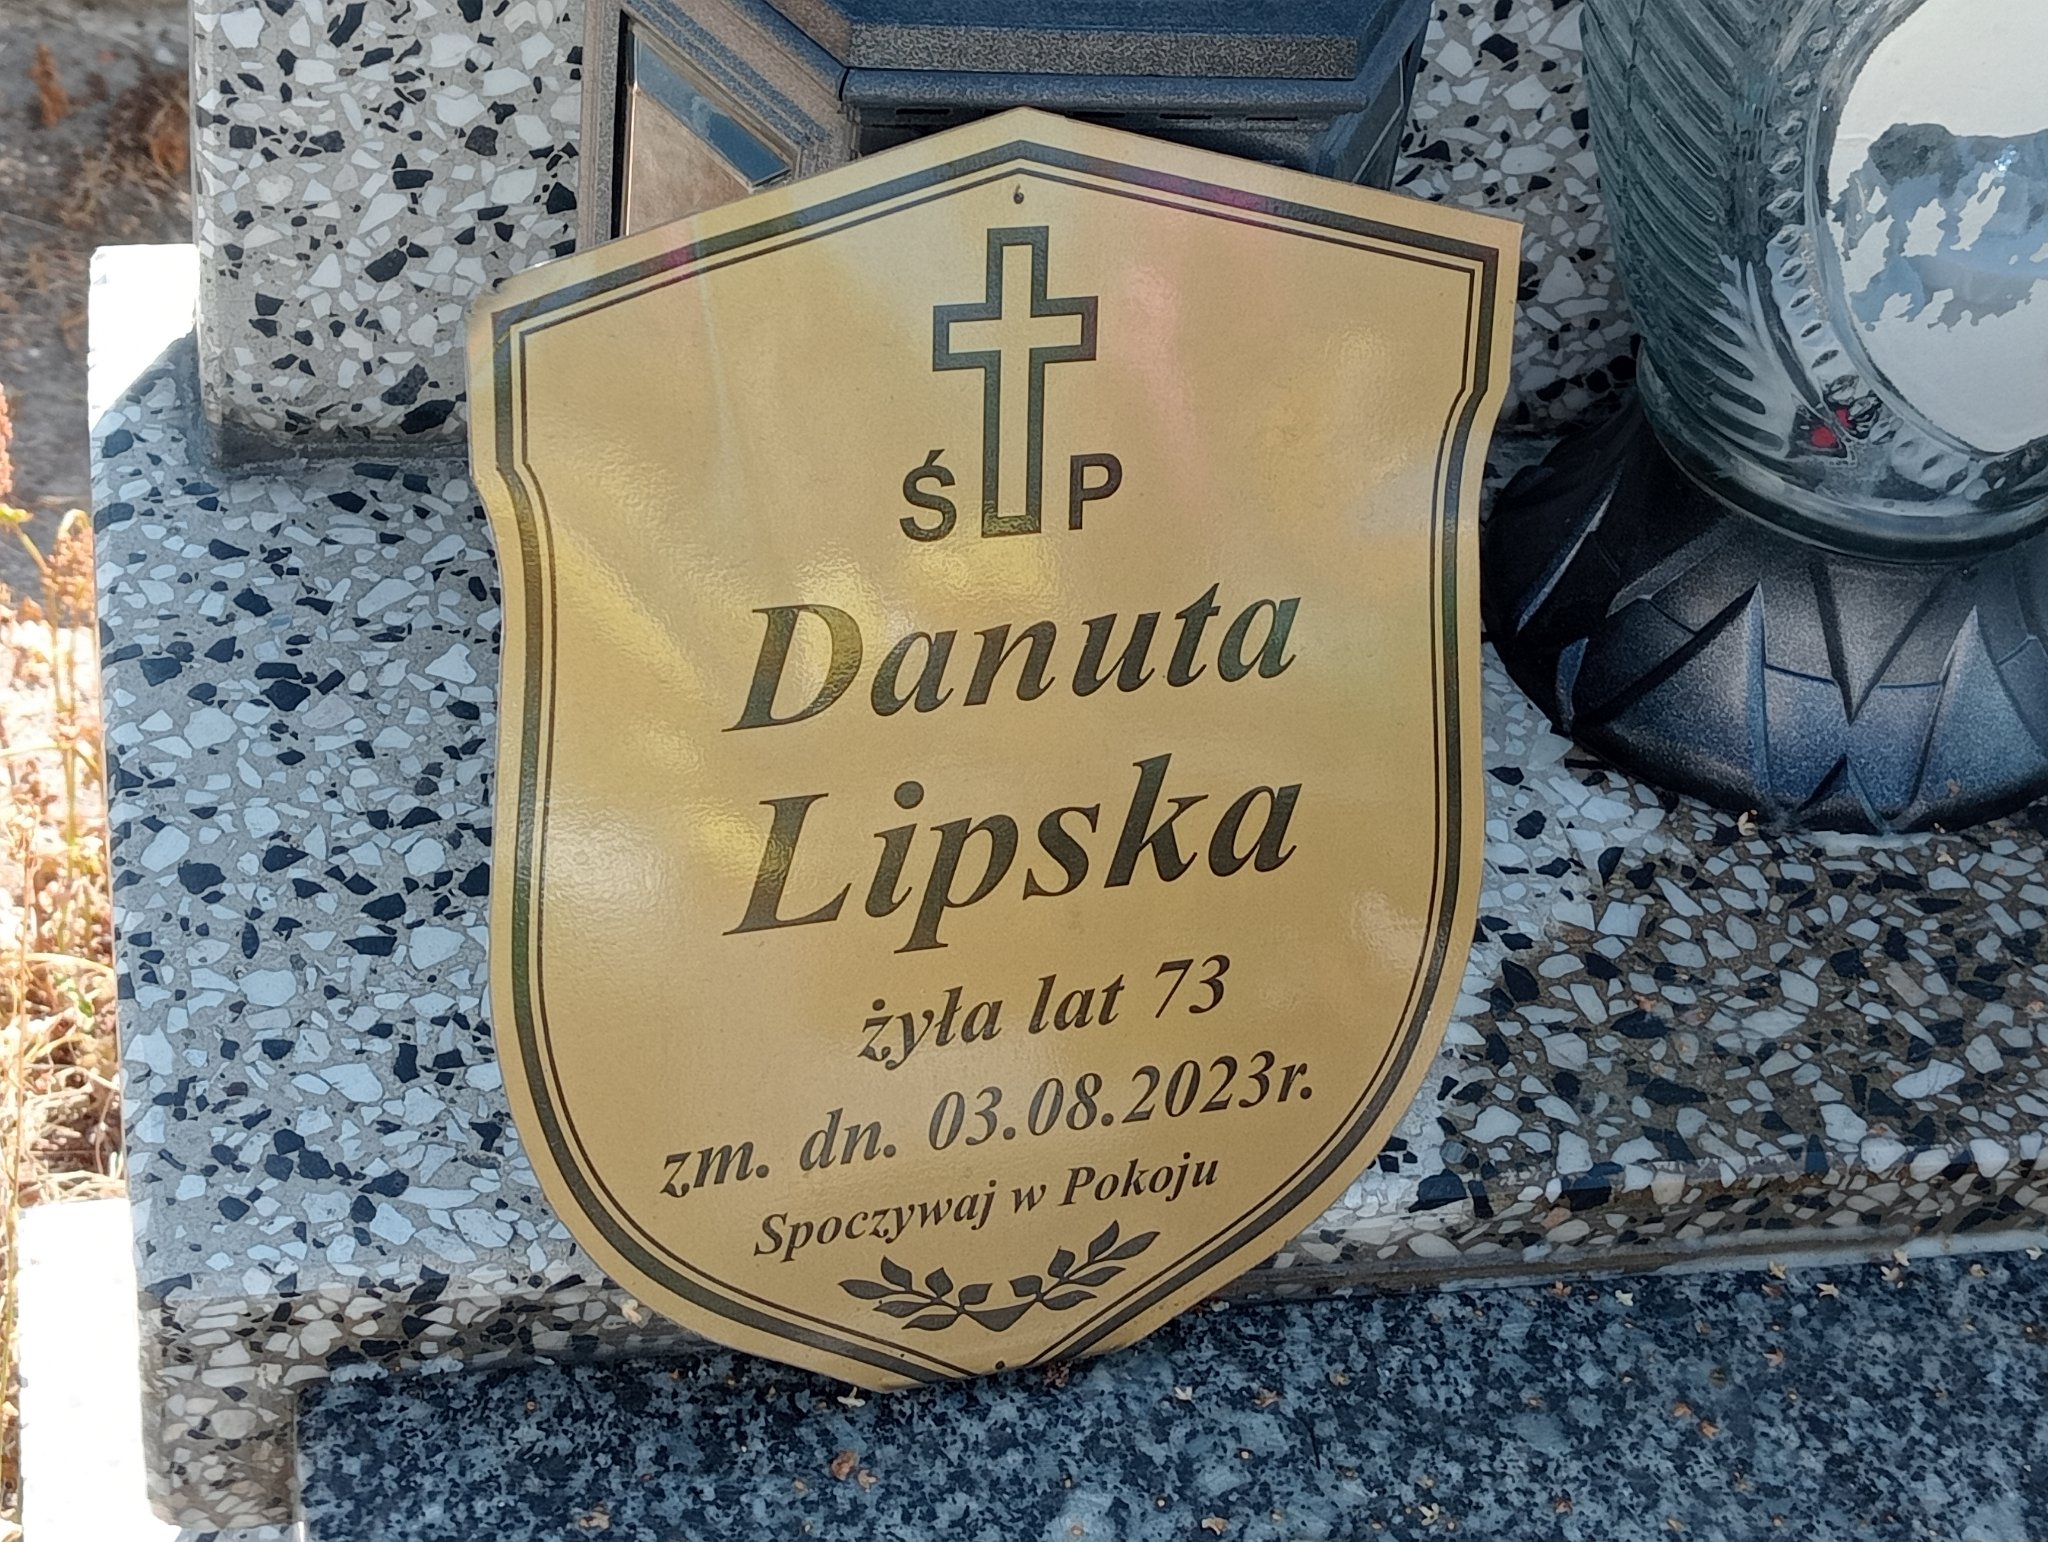 Ś P
Danuta
Lipska
żyła lat 73
zm. dn. 03.08.2023r.
Spoczywaj w Pokoju